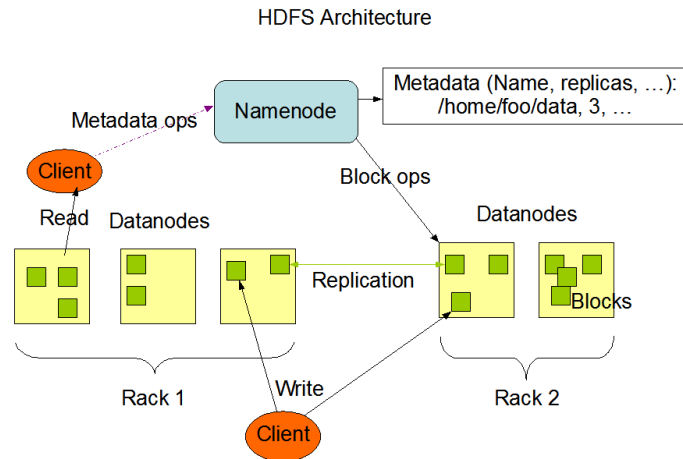 HDFS Architecture
Metadata (Name, replicas, …):
/home/foo/data, 3, …
Namenode
Metadata ops
Client
Block ops
Read
Datanodes
Datanodes
Replication
Blocks
Rack 1
Write
Rack 2
Client